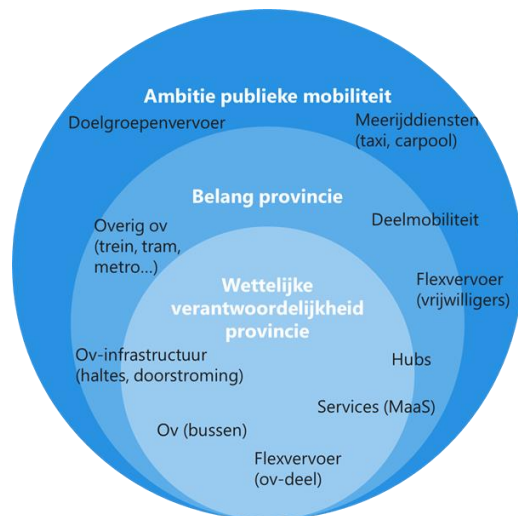 Ambitie publieke mobiliteit
Doelgroepenvervoer
Meerijddiensten
(taxi, carpool)
Belang provincie
Deelmobiliteit
Overig ov
(trein, tram,
metro...)
Wettelijke
verantwoordelijkheid
provincie
Flexvervoer
(vrijwilligers)
Ov-infrastructuur
(haltes, doorstroming)
Hubs
Services (MaaS)
Ov (bussen)
Flexvervoer
(ov-deel)